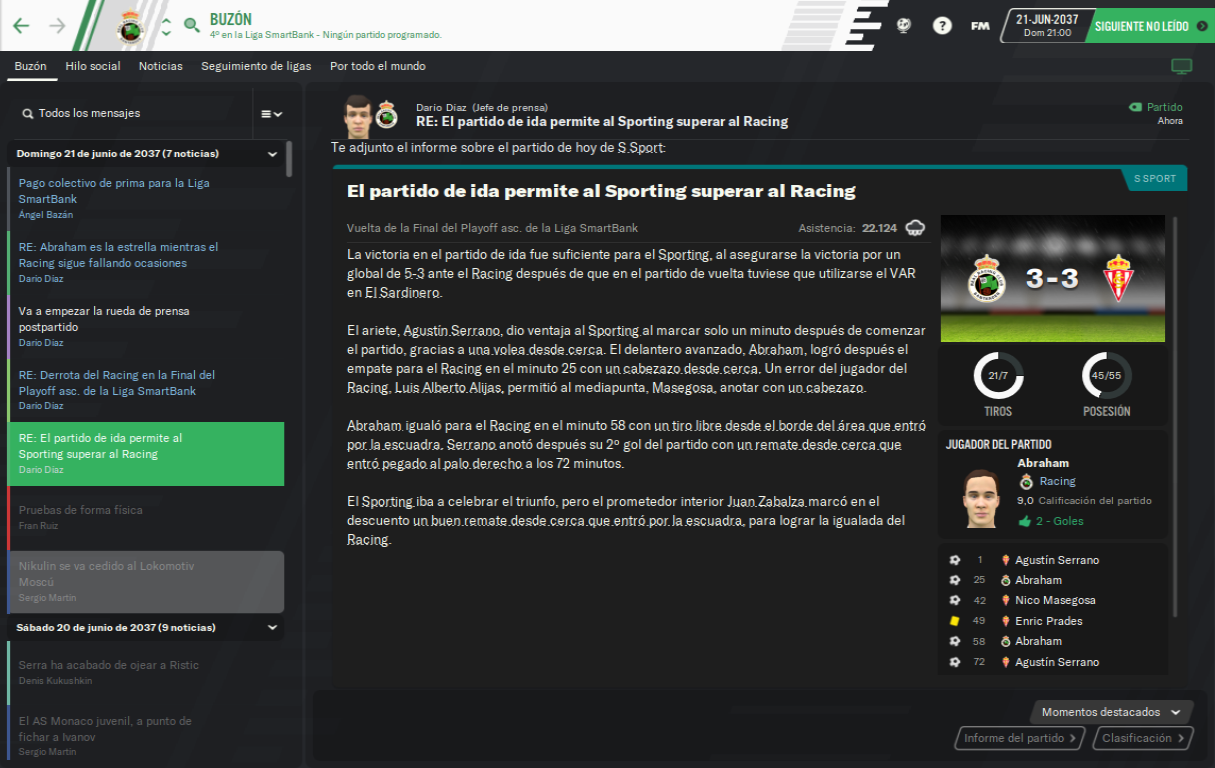 BUZÓN
4º en la Liga SmartBank - Ningún partido programado.
?
FM
21-JUN-2037
Dom 21:00
SIGUIENTE NO LEÍDO
Buzón
Hilo social
Noticias
Seguimiento de ligas
Por todo el mundo
Todos los mensajes
Domingo 21 de junio de 2037 (7 noticias)
Pago colectivo de prima para la Liga
SmartBank
Ángel Bazán
RE: Abraham es la estrella mientras el
Racing sigue fallando ocasiones
Darío Díaz
Va a empezar la rueda de prensa
postpartido
Darío Díaz
RE: Derrota del Racing en la Final del
Playoff asc. de la Liga SmartBank
Darío Díaz
RE: El partido de ida permite al
Sporting superar al Racing
Darío Díaz
Pruebas de forma física
Fran Ruiz
Nikulin se va cedido al Lokomotiv
Moscú
Sergio Martín
Sábado 20 de junio de 2037 (9 noticias)
Serra ha acabado de ojear a Ristic
Denis Kukushkin
El AS Monaco juvenil, a punto de
fichar a Ivanov
Sergio Martín
Darío Díaz (Jefe de prensa)
RE: El partido de ida permite al Sporting superar al Racing
Partido
Ahora
Te adjunto el informe sobre el partido de hoy de S Sport:
S SPORT
El partido de ida permite al Sporting superar al Racing
Vuelta de la Final del Playoff asc. de la Liga SmartBank
Asistencia: 22.124
La victoria en el partido de ida fue suficiente para el Sporting, al asegurarse la victoria por un
global de 5-3 ante el Racing después de que en el partido de vuelta tuviese que utilizarse el VAR
en El Sardinero.
El ariete, Agustín Serrano, dio ventaja al Sporting al marcar solo un minuto después de comenzar
el partido, gracias a una volea desde cerca. El delantero avanzado, Abraham, logró después el
empate para el Racing en el minuto 25 con un cabezazo desde cerca. Un error del jugador del
Racing, Luis Alberto Alijas, permitió al mediapunta, Masegosa, anotar con un cabezazo.
Abraham igualó para el Racing en el minuto 58 con un tiro libre desde el borde del área que entró
por la escuadra. Serrano anotó después su 2º gol del partido con un remate desde cerca que
entró pegado al palo derecho a los 72 minutos.
El Sporting iba a celebrar el triunfo, pero el prometedor interior Juan Zabalza marcó en el
descuento un buen remate desde cerca que entró por la escuadra, para lograr la igualada del
Racing.
3-3
21/7
45/55
TIROS
POSESIÓN
JUGADOR DEL PARTIDO
Abraham
Racing
9,0 Calificación del partido
2 - Goles
1 Agustín Serrano
25 Abraham
42 Nico Masegosa
49 Enric Prades
58 Abraham
72 Agustín Serrano
Momentos destacados
Informe del partido
Clasificación